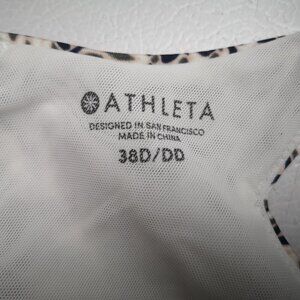 ATHLETA
DESIGNED IN SAN FRANCISCO
MADE IN CHINA
38D/DD